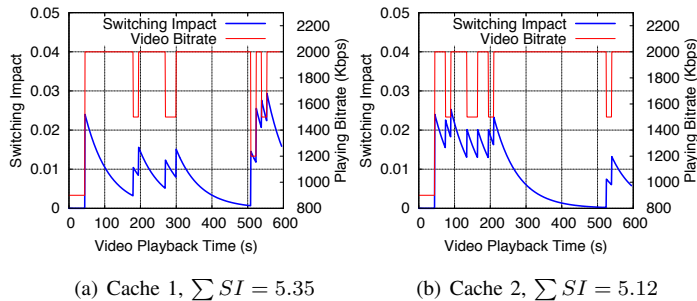 Switching Impact
Video Bitrate
Switching Impact
0.05
0.04
0.03
0.02
0.01
0
2200
2000
1800
1600
1400
1200
1000
800
Playing Bitrate (Kbps)
0 100 200 300 400 500 600
Video Playback Time (s)
(a) Cache 1, ∑ SI = 5.35
Switching Impact
Video Bitrate
Switching Impact
0.05
0.04
0.03
0.02
0.01
0
2200
2000
1800
1600
1400
1200
1000
800
Playing Bitrate (Kbps)
0 100 200 300 400 500 600
Video Playback Time (s)
(b) Cache 2, ∑ SI = 5.12